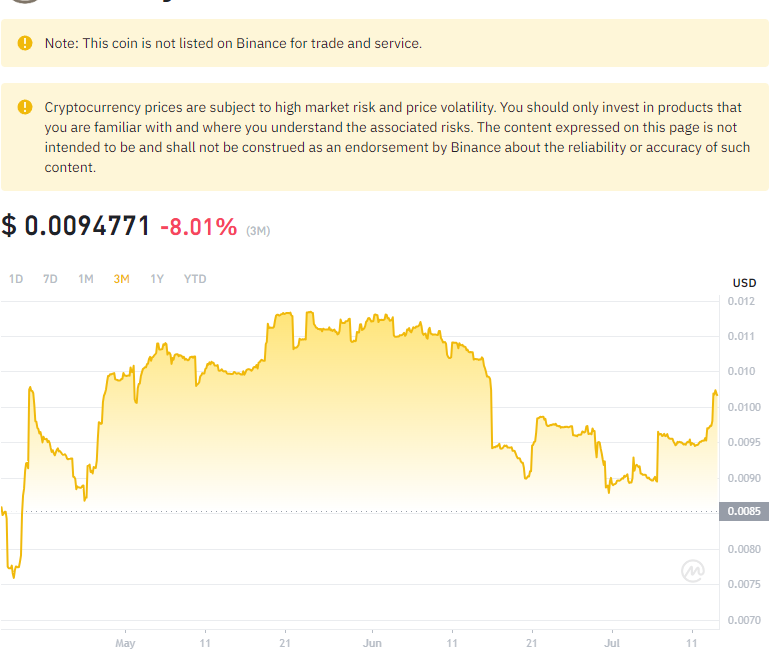 Note: This coin is not listed on Binance for trade and service.
Cryptocurrency prices are subject to high market risk and price volatility. You should only invest in products that
you are familiar with and where you understand the associated risks. The content expressed on this page is not
intended to be and shall not be construed as an endorsement by Binance about the reliability or accuracy of such
content.
$ 0.0094771 -8.01% (3M)
1D 7D 1M 3M 1Y YTD
USD
0.012
0.011
0.010
0.0100
0.0095
0.0090
0.0085
0.0080
0.0075
0.0070
May 11 21 Jun 11 21 Jul 11